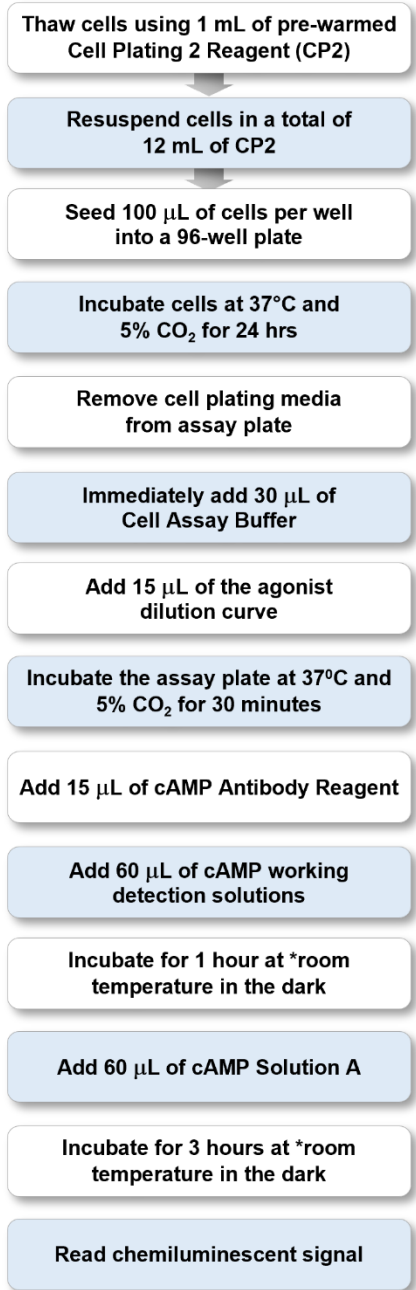 Thaw cells using 1 mL of pre-warmed
Cell Plating 2 Reagent (CP2)
Resuspend cells in a total of
12 mL of CP2
Seed 100 μL of cells per well
into a 96-well plate
Incubate cells at 37°C and
5% CO₂ for 24 hrs
Remove cell plating media
from assay plate
Immediately add 30 μL of
Cell Assay Buffer
Add 15 μL of the agonist
dilution curve
Incubate the assay plate at 37⁰C and
5% CO₂ for 30 minutes
Add 15 μL of cAMP Antibody Reagent
Add 60 μL of cAMP working
detection solutions
Incubate for 1 hour at *room
temperature in the dark
Add 60 μL of cAMP Solution A
Incubate for 3 hours at *room
temperature in the dark
Read chemiluminescent signal